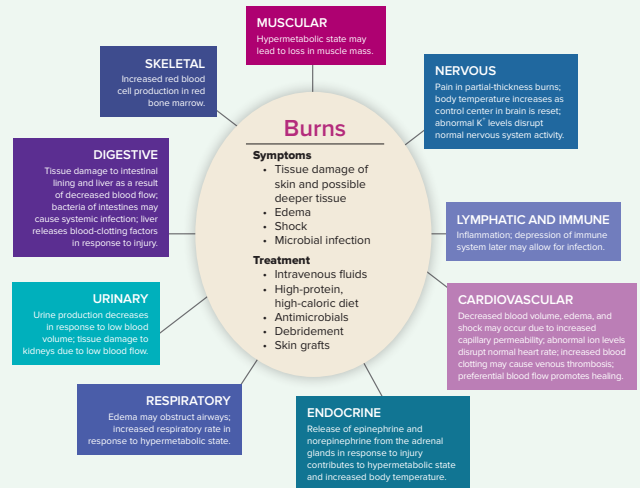 MUSCULAR
Hypermetabolic state may
lead to loss in muscle mass.
SKELETAL
Increased red blood
cell production in red
bone marrow.
NERVOUS
Pain in partial-thickness burns;
body temperature increases as
control center in brain is reset;
abnormal K⁺ levels disrupt
normal nervous system activity.
DIGESTIVE
Tissue damage to intestinal
lining and liver as a result
of decreased blood flow;
bacteria of intestines may
cause systemic infection; liver
releases blood-clotting factors
in response to injury.
Burns
Symptoms
• Tissue damage of
skin and possible
deeper tissue
• Edema
• Shock
• Microbial infection
Treatment
• Intravenous fluids
• High-protein,
high-caloric diet
• Antimicrobials
• Debridement
• Skin grafts
LYMPHATIC AND IMMUNE
Inflammation; depression of immune
system later may allow for infection.
URINARY
Urine production decreases
in response to low blood
volume; tissue damage to
kidneys due to low blood flow.
CARDIOVASCULAR
Decreased blood volume, edema, and
shock may occur due to increased
capillary permeability; abnormal ion levels
disrupt normal heart rate; increased blood
clotting may cause venous thrombosis;
preferential blood flow promotes healing.
RESPIRATORY
Edema may obstruct airways;
increased respiratory rate in
response to hypermetabolic state.
ENDOCRINE
Release of epinephrine and
norepinephrine from the adrenal
glands in response to injury
contributes to hypermetabolic state
and increased body temperature.